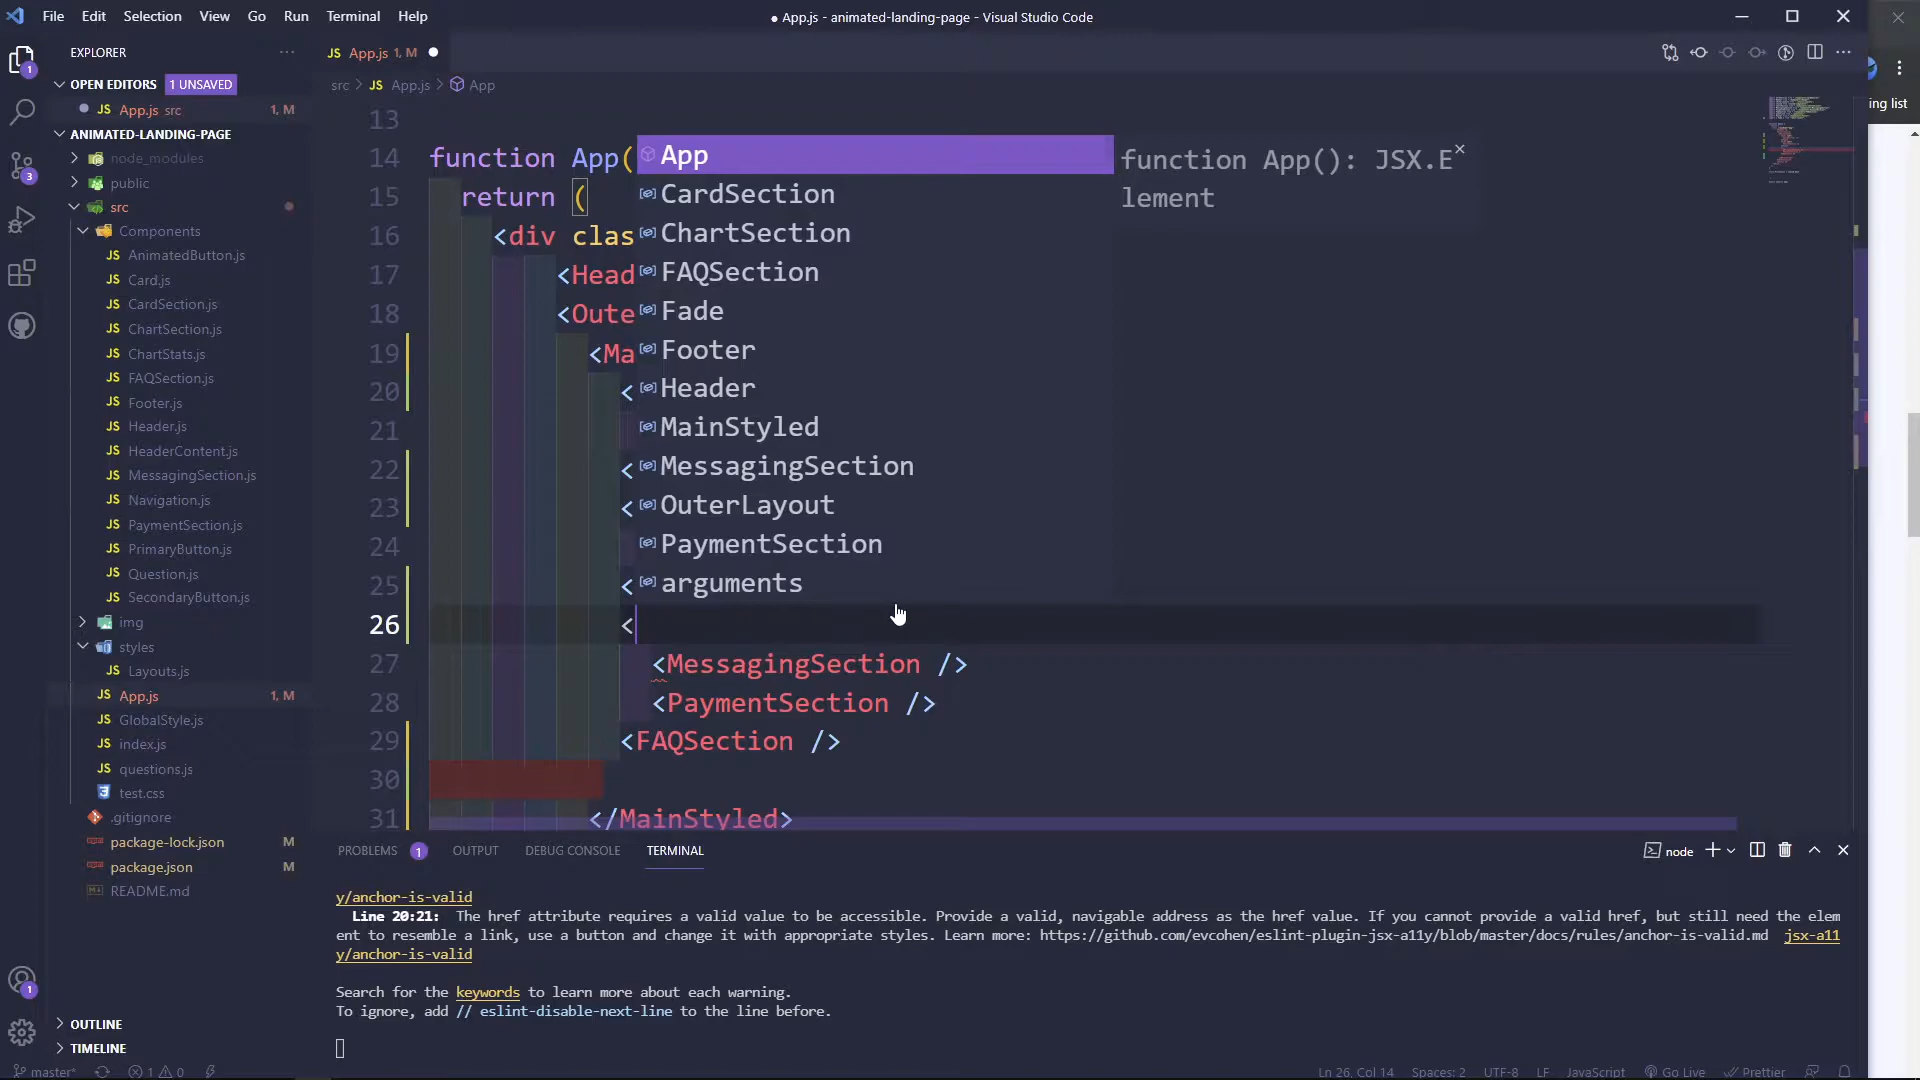 File Edit Selection View Go Run Terminal Help
● App.js - animated-landing-page - Visual Studio Code
EXPLORER
OPEN EDITORS 1 UNSAVED
JS App.js src 1, M
ANIMATED-LANDING-PAGE
node_modules
public
src
Components
JS AnimatedButton.js
JS Card.js
JS CardSection.js
JS ChartSection.js
JS ChartStats.js
JS FAQSection.js
JS Footer.js
JS Header.js
JS HeaderContent.js
JS MessagingSection.js
JS Navigation.js
JS PaymentSection.js
JS PrimaryButton.js
JS Question.js
JS SecondaryButton.js
img
styles
JS Layouts.js
JS App.js 1, M
JS GlobalStyle.js
JS index.js
JS questions.js
test.css
.gitignore
package-lock.json M
package.json M
README.md
OUTLINE
TIMELINE
1
3
1
JS App.js 1, M
src > JS App.js > App
ing list
13
14 function App(
15 return (
16 <div clas
17 <Head
18 <Oute
19 <Ma
20 <
21
22 <
23 <
24
25 <
26 <
27 <MessagingSection />
28 <PaymentSection />
29 <FAQSection />
30
31 </MainStyled>
App
CardSection
ChartSection
FAQSection
Fade
Footer
Header
MainStyled
MessagingSection
OuterLayout
PaymentSection
arguments
function App(): JSX.E
lement
PROBLEMS 1 OUTPUT DEBUG CONSOLE TERMINAL
node
y/anchor-is-valid
Line 20:21: The href attribute requires a valid value to be accessible. Provide a valid, navigable address as the href value. If you cannot provide a valid href, but still need the elem
ent to resemble a link, use a button and change it with appropriate styles. Learn more: https://github.com/evcohen/eslint-plugin-jsx-a11y/blob/master/docs/rules/anchor-is-valid.md jsx-a11
y/anchor-is-valid
Search for the keywords to learn more about each warning.
To ignore, add // eslint-disable-next-line to the line before.
master* 1 0
Ln 26, Col 14 Spaces: 2 UTF-8 LF JavaScript Go Live Prettier